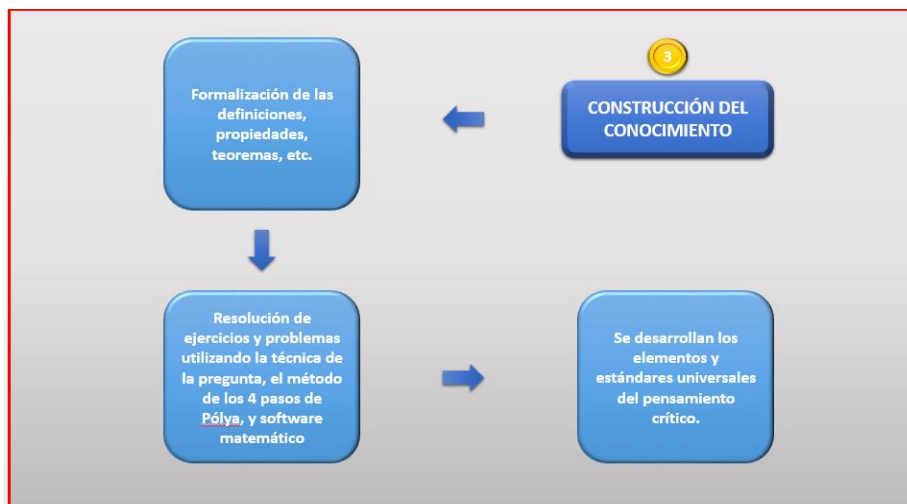 3
CONSTRUCCIÓN DEL
CONOCIMIENTO
Formalización de las
definiciones,
propiedades,
teoremas, etc.
Resolución de
ejercicios y problemas
utilizando la técnica de
la pregunta, el método
de los 4 pasos de
Pólya, y software
matemático
Se desarrollan los
elementos y
estándares universales
del pensamiento
crítico.